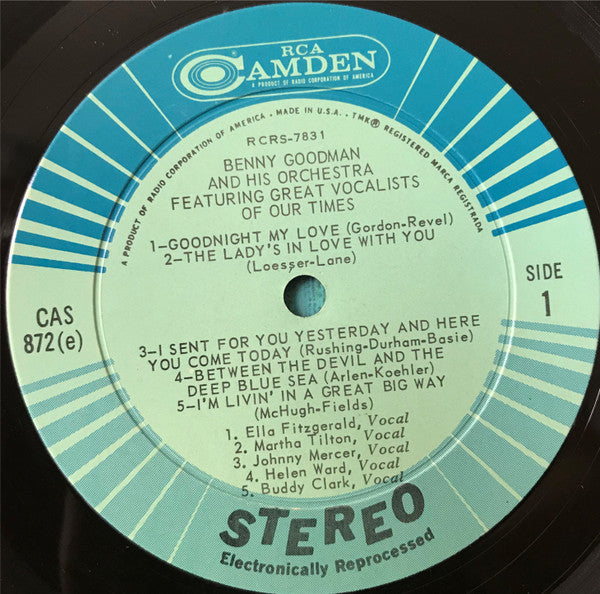 RCA
CAMDEN
A PRODUCT OF RADIO CORPORATION OF AMERICA
A PRODUCT OF RADIO CORPORATION OF AMERICA • MADE IN U.S.A. • TMK® REGISTERED MARCA REGISTRADA
RCRS-7831
BENNY GOODMAN
AND HIS ORCHESTRA
FEATURING GREAT VOCALISTS
OF OUR TIMES
1—GOODNIGHT MY LOVE (Gordon-Revel)
2—THE LADY'S IN LOVE WITH YOU
(Loesser-Lane)
CAS
872(e)
SIDE
1
3—I SENT FOR YOU YESTERDAY AND HERE
YOU COME TODAY (Rushing-Durham-Basie)
4—BETWEEN THE DEVIL AND THE
DEEP BLUE SEA (Arlen-Koehler)
5—I'M LIVIN' IN A GREAT BIG WAY
(McHugh-Fields)
1. Ella Fitzgerald, Vocal
2. Martha Tilton, Vocal
3. Johnny Mercer, Vocal
4. Helen Ward, Vocal
5. Buddy Clark, Vocal
STEREO
Electronically Reprocessed